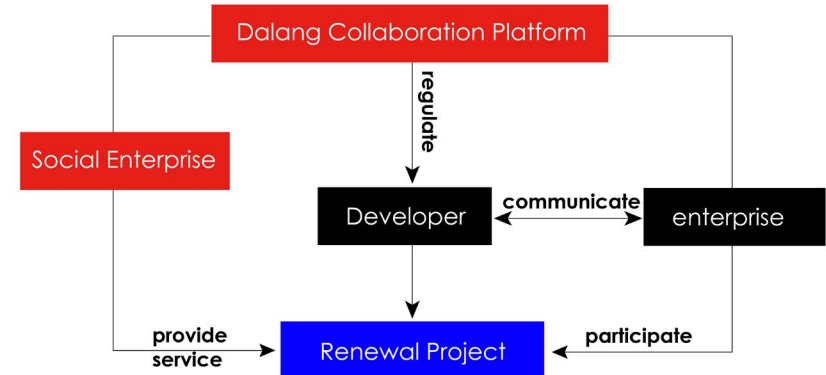 Dalang Collaboration Platform
regulate
Social Enterprise
Developer
communicate
enterprise
provide
service
Renewal Project
participate